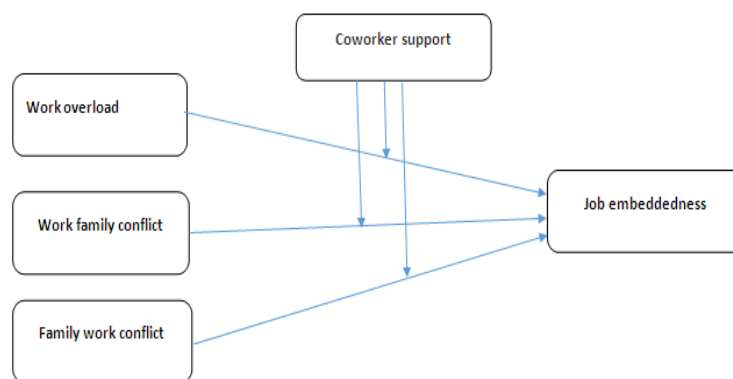 Coworker support
Work overload
Job embeddedness
Work family conflict
Family work conflict